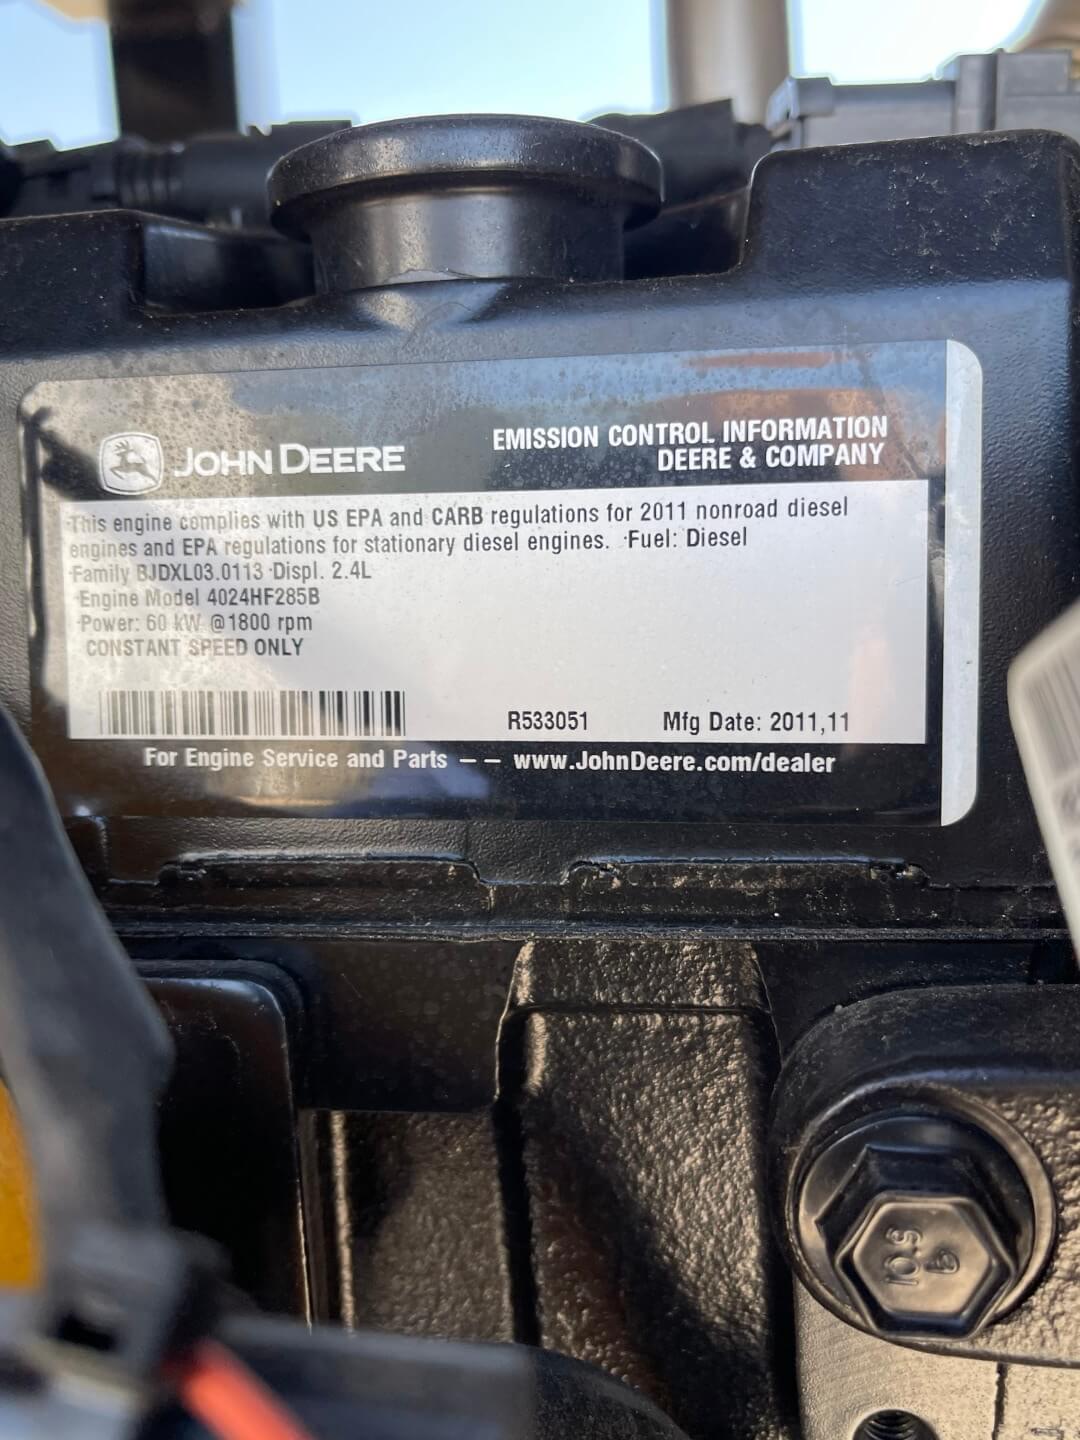 JOHN DEERE
EMISSION CONTROL INFORMATION
DEERE & COMPANY
·This engine complies with US EPA and CARB regulations for 2011 nonroad diesel
engines and EPA regulations for stationary diesel engines. ·Fuel: Diesel
·Family BJDXL03.0113 ·Displ. 2.4L
·Engine Model 4024HF285B
·Power: 60 kW @1800 rpm
CONSTANT SPEED ONLY
R533051 Mfg Date: 2011,11
For Engine Service and Parts – – www.JohnDeere.com/dealer
10.9